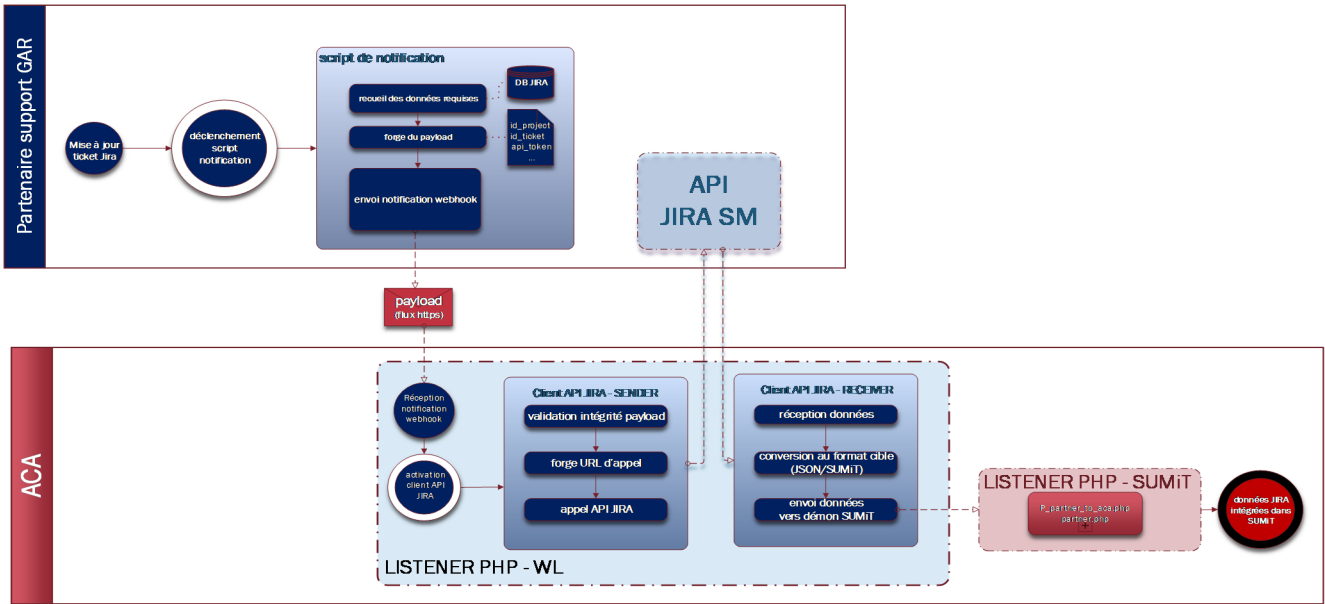 Partenaire support GAR
Mise à jour
ticket Jira
déclenchement
script
notification
script de notification
recueil des données requises
DB JIRA
forge du payload
id_project
id_ticket
api_token
...
envoi notification webhook
API
JIRA SM
payload
(flux https)
ACA
Réception
notification
webhook
activation
client API
JIRA
Client API JIRA - SENDER
validation intégrité payload
forge URL d'appel
appel API JIRA
Client API JIRA - RECEIVER
réception données
conversion au format cible
(JSON/SUMiT)
envoi données
vers démon SUMiT
LISTENER PHP - WL
LISTENER PHP - SUMiT
P_partner_to_aca.php
partner.php
+
données JIRA
intégrées dans
SUMiT